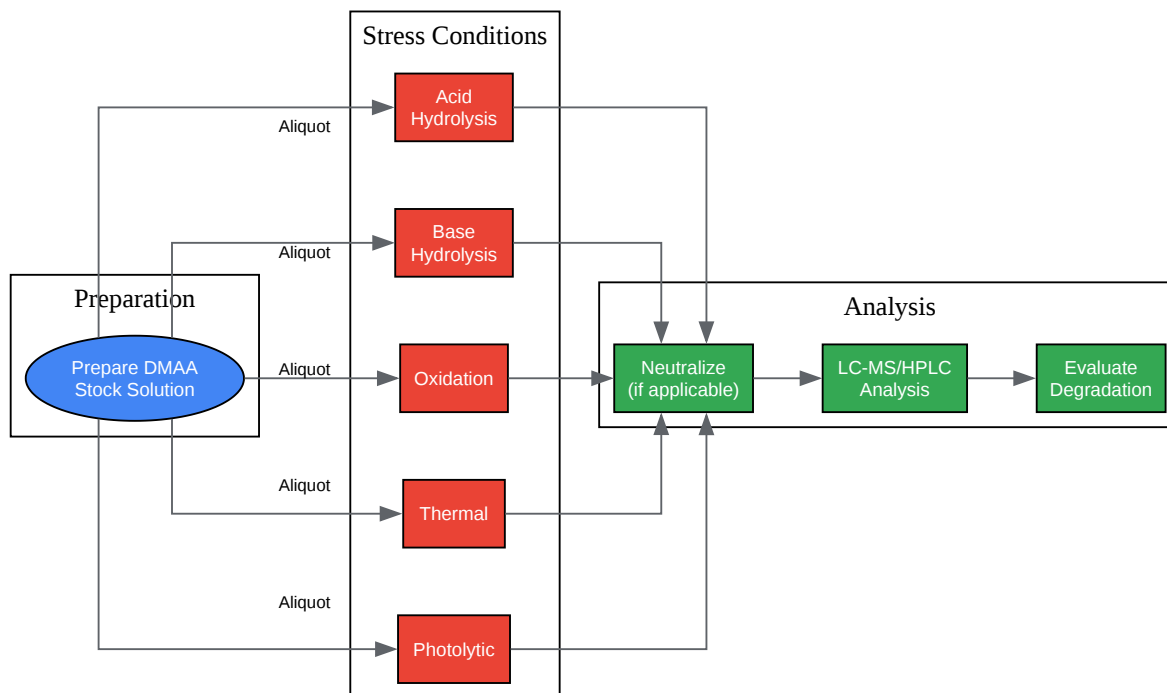 Stress Conditions
Acid
Hydrolysis
Aliquot
Base
Hydrolysis
Aliquot
Preparation
Prepare DMAA
Stock Solution
Aliquot
Oxidation
Analysis
Neutralize
(if applicable)
LC-MS/HPLC
Analysis
Evaluate
Degradation
Aliquot
Thermal
Aliquot
Photolytic